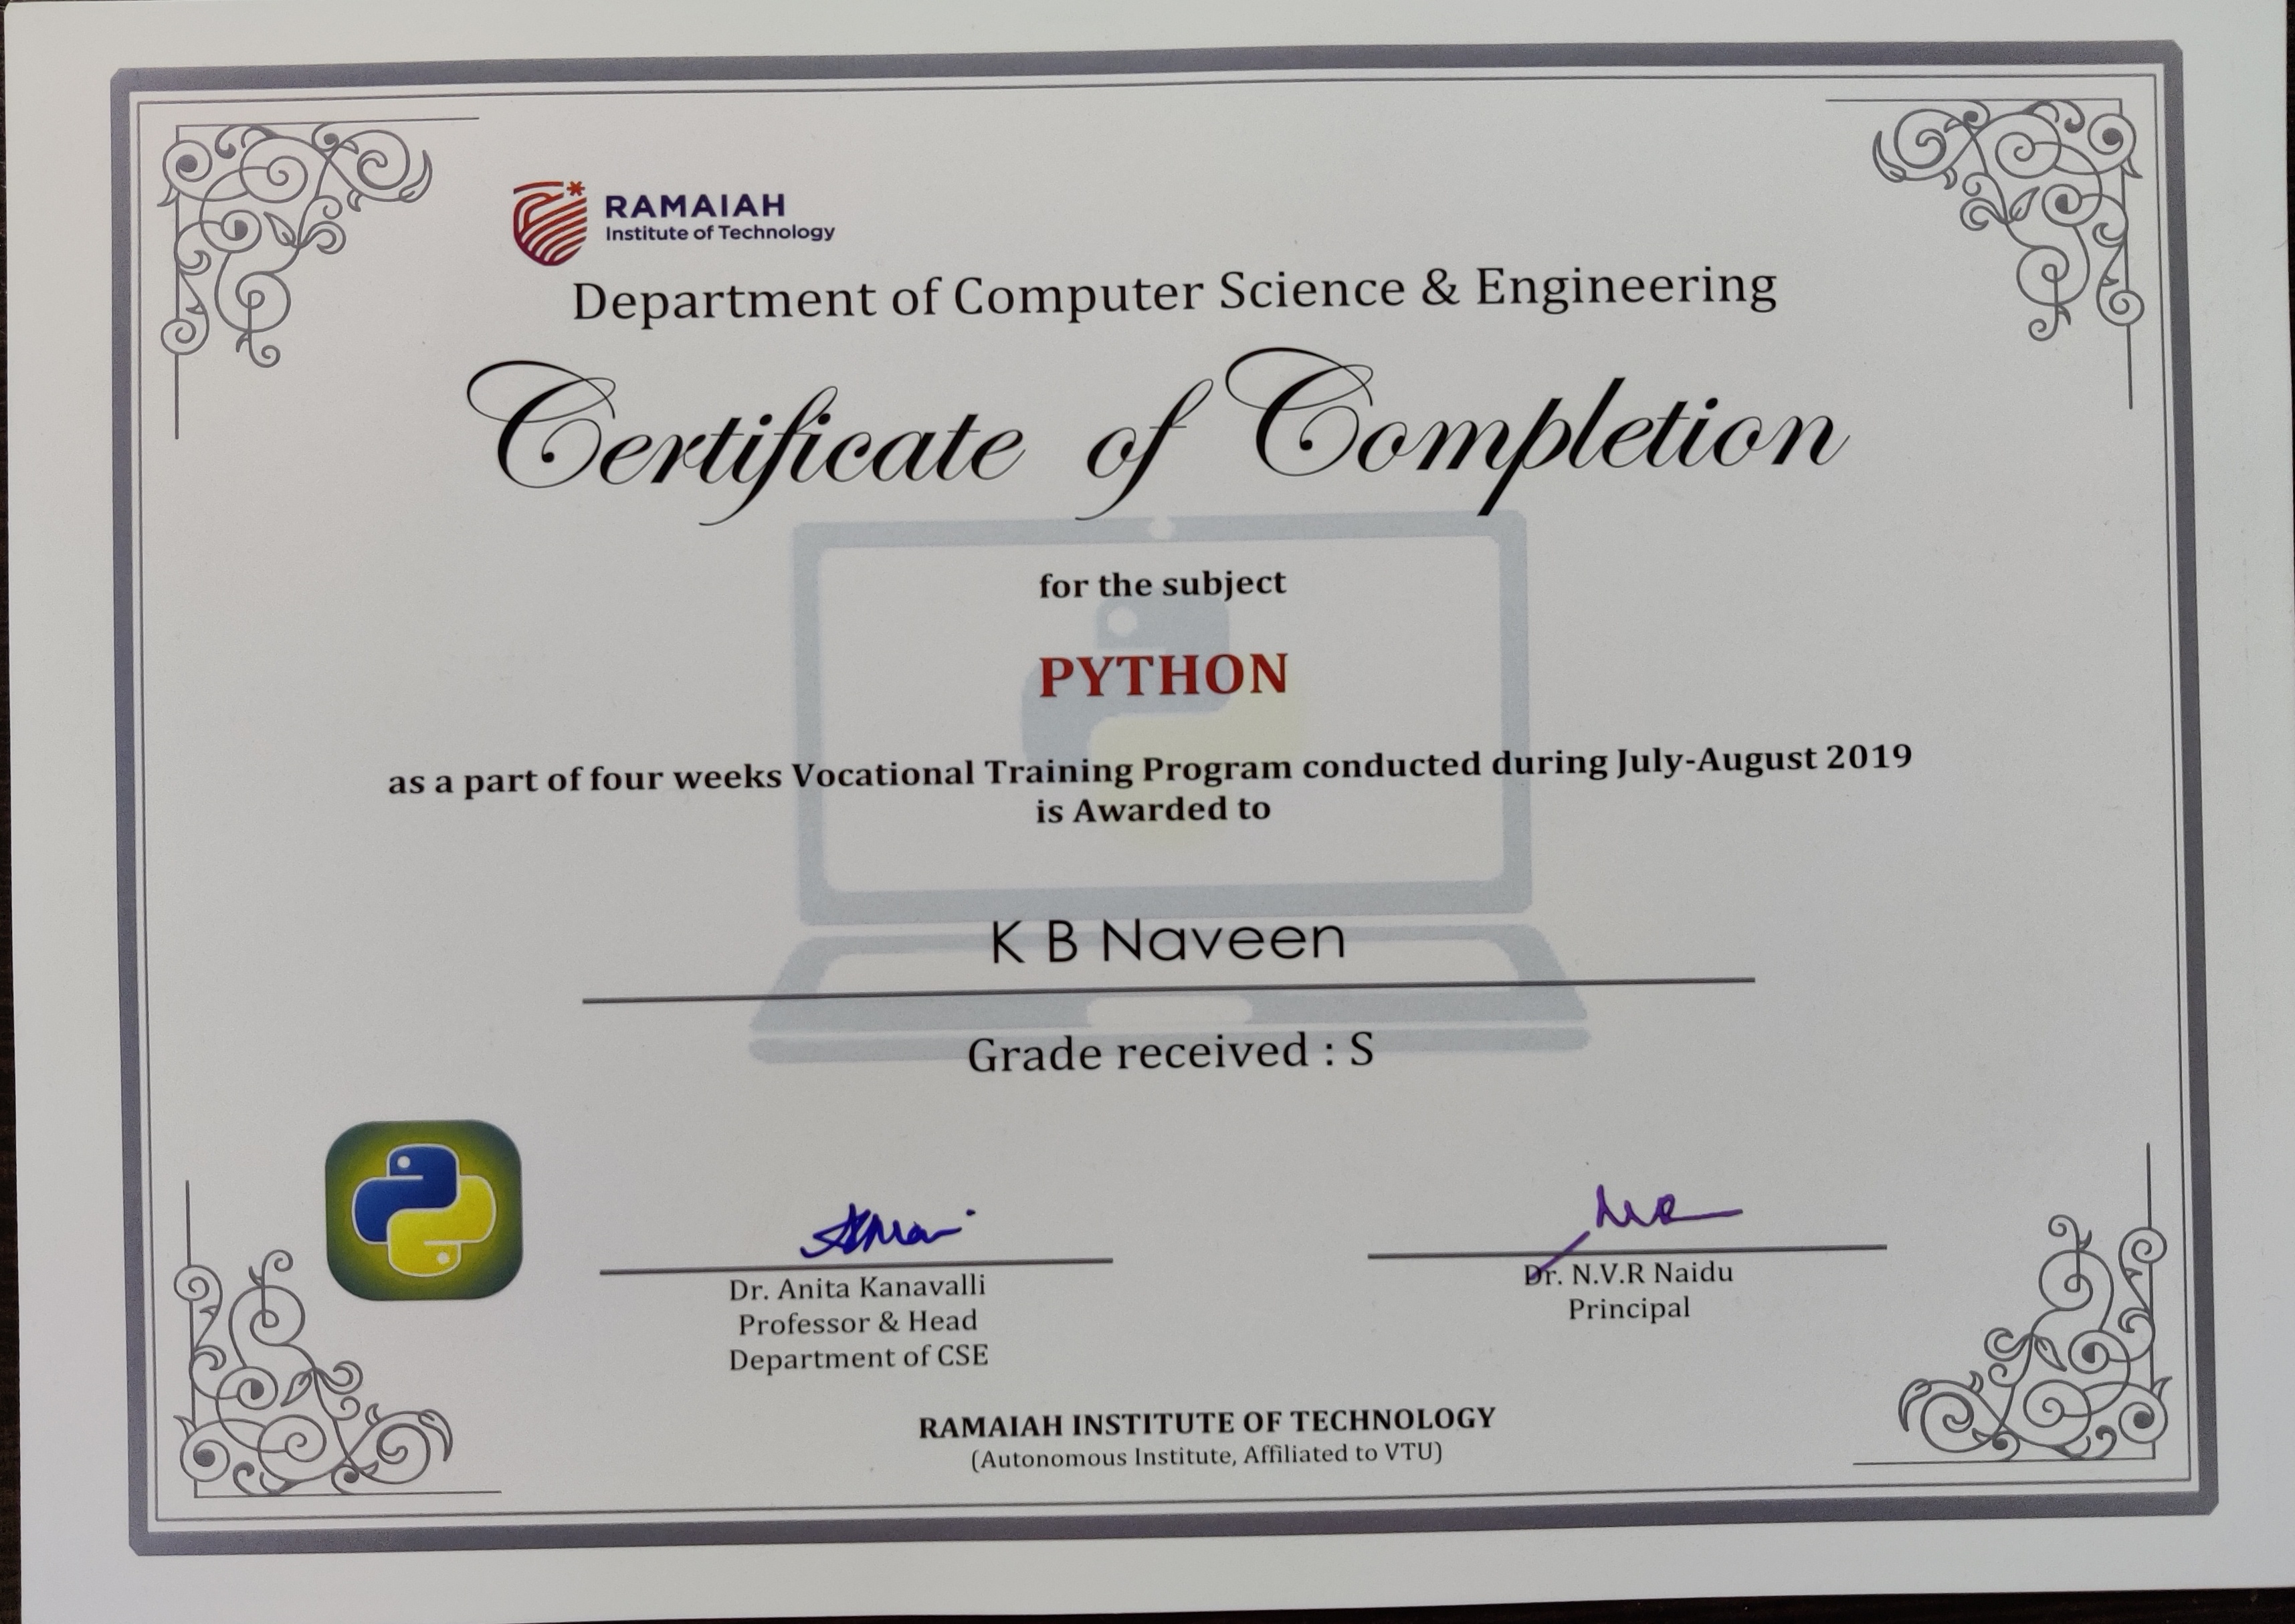 RAMAIAH
Institute of Technology
Department of Computer Science & Engineering
Certificate of Completion
for the subject
PYTHON
as a part of four weeks Vocational Training Program conducted during July-August 2019
is Awarded to
K B Naveen
Grade received : S
Dr. Anita Kanavalli
Professor & Head
Department of CSE
Dr. N.V.R Naidu
Principal
RAMAIAH INSTITUTE OF TECHNOLOGY
(Autonomous Institute, Affiliated to VTU)